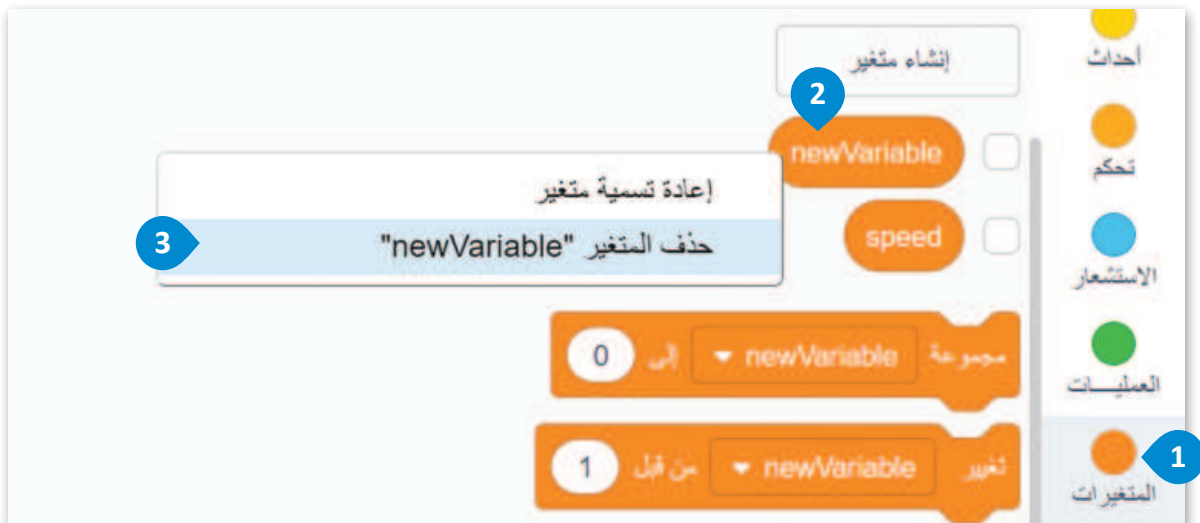 أحداث
تحكم
الاستشعار
العمليــات
1
المتغيرات
إنشاء متغير
2
newVariable
إعادة تسمية متغير
3
حذف المتغير "newVariable"
speed
مجموعة newVariable إلى 0
تغيير newVariable من قبل 1